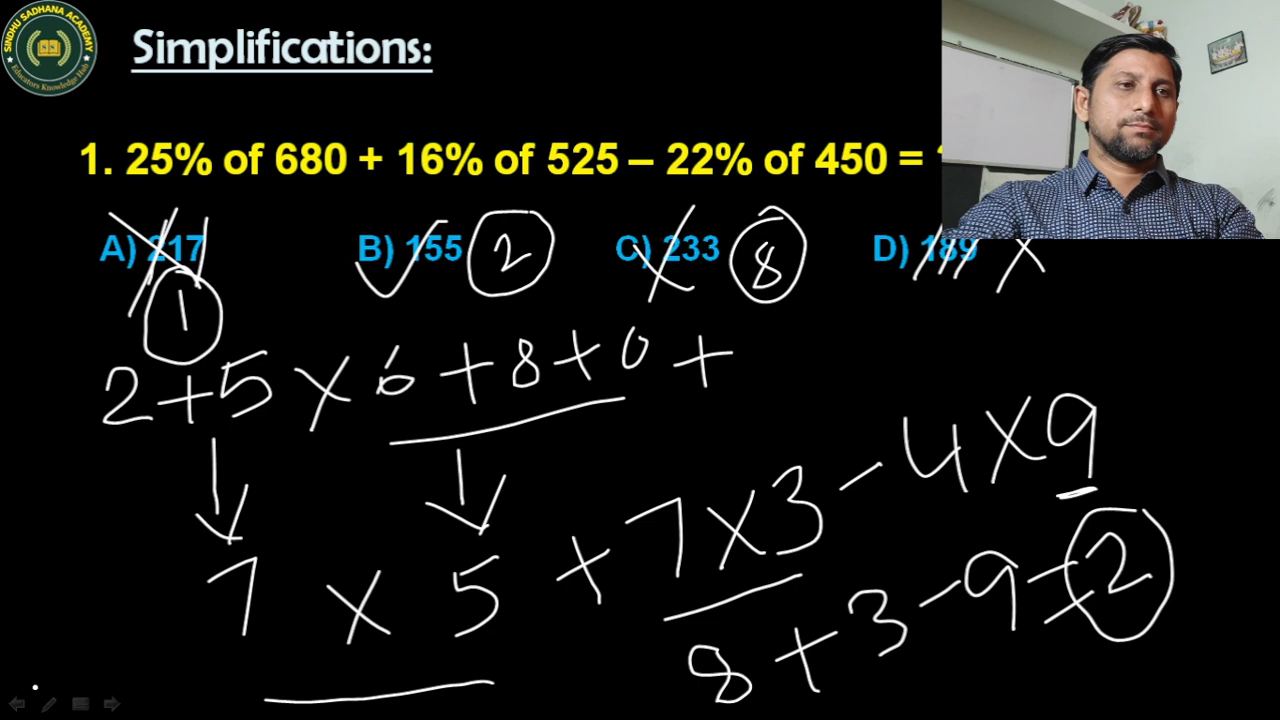 SINDHU SADHANA ACADEMY
Educators Knowledge Hub
Simplifications:
1. 25% of 680 + 16% of 525 – 22% of 450 =
A) 217 B) 155 2 C) 233 8 D) 189
1
2+5 × 6+8+0 +
7 × 5 + 7×3 - 4×9
8+3-9=2